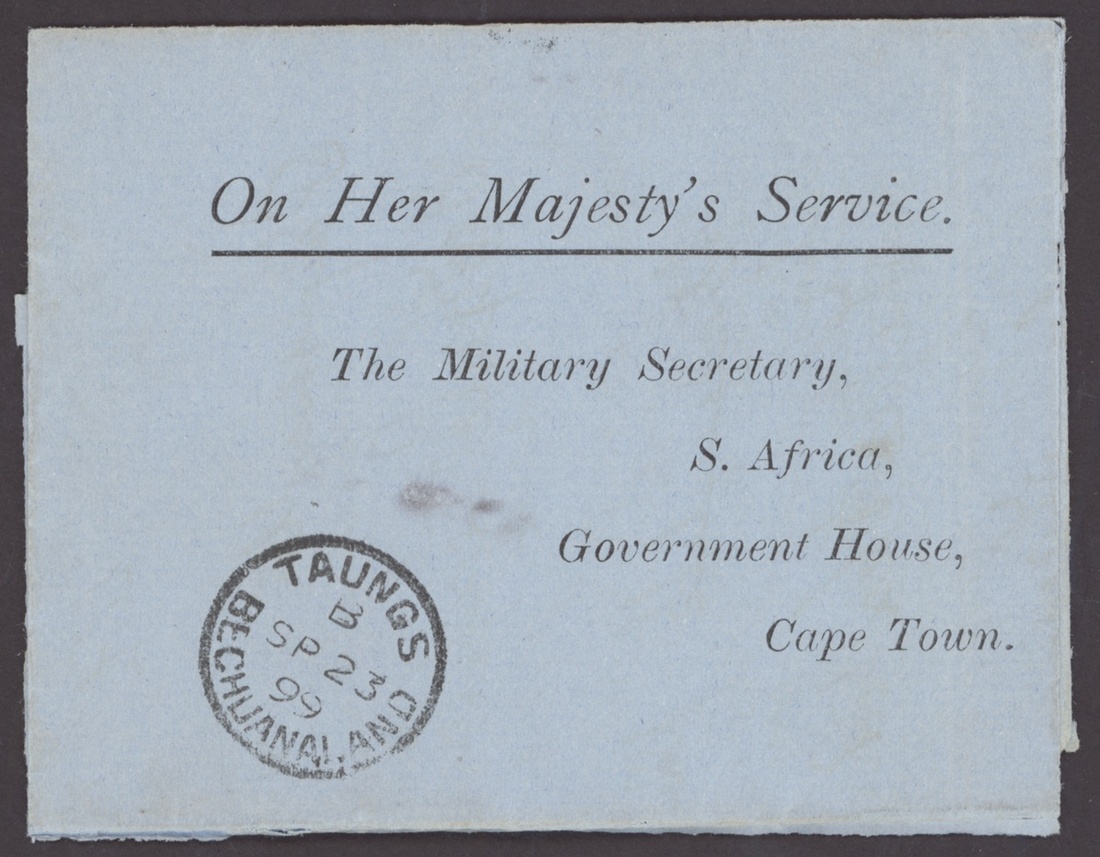 On Her Majesty's Service.
The Military Secretary,
S. Africa,
Government House,
Cape Town.
TAUNGS
B
SP 23
99
BECHUANALAND